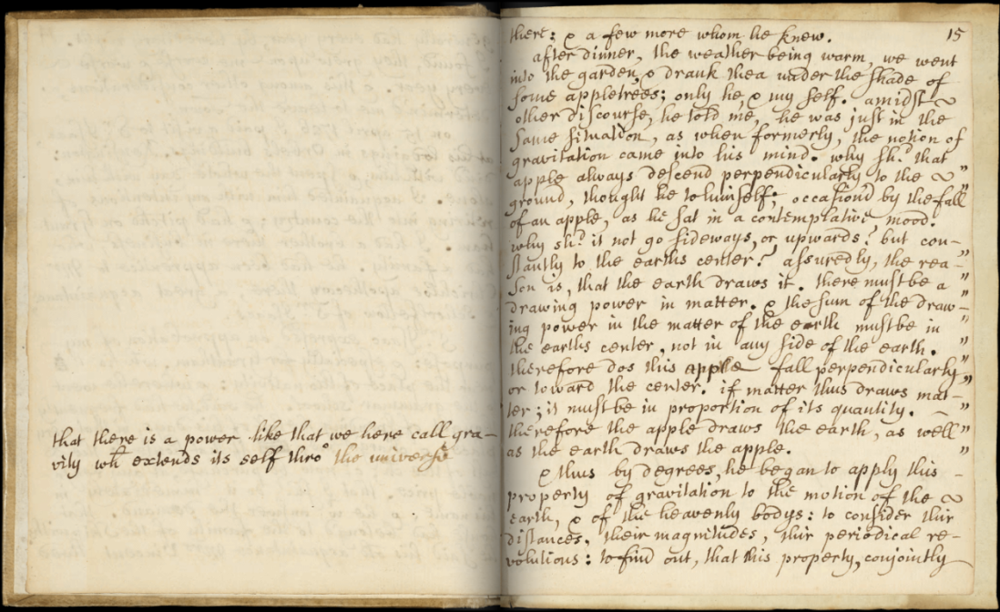 that there is a power like that we here call gra-
vity wh extends its self thro the universe
there: & a few more whom he knew. 15
after dinner, the weather being warm, we went
into the garden, & drank thea under the shade of
some appletrees; only he, & my self. amidst
other discourse, he told me, he was just in the
same situation, as when formerly, the notion of
gravitation came into his mind. why shd. that
apple always descend perpendicularly to the "
ground, thought he to himself; occasion'd by the fall
of an apple, as he sat in a contemplative mood.
why shd. it not go sideways, or upwards? but con-
stantly to the earths center? assuredly, the rea- "
son is, that the earth draws it. there must be a "
drawing power in matter. & the sum of the draw- "
ing power in the matter of the earth must be in "
the earths center, not in any side of the earth. "
therefore dos this apple fall perpendicularly "
or toward the center. if matter thus draws mat- "
ter; it must be in proportion of its quantity. "
therefore the apple draws the earth, as well "
as the earth draws the apple. "
& thus by degrees, he began to apply this
property of gravitation to the motion of the
earth, & of the heavenly bodys: to consider thir
distances, their magnitudes, thir periodical re-
volutions: to find out, that this property, conjointly